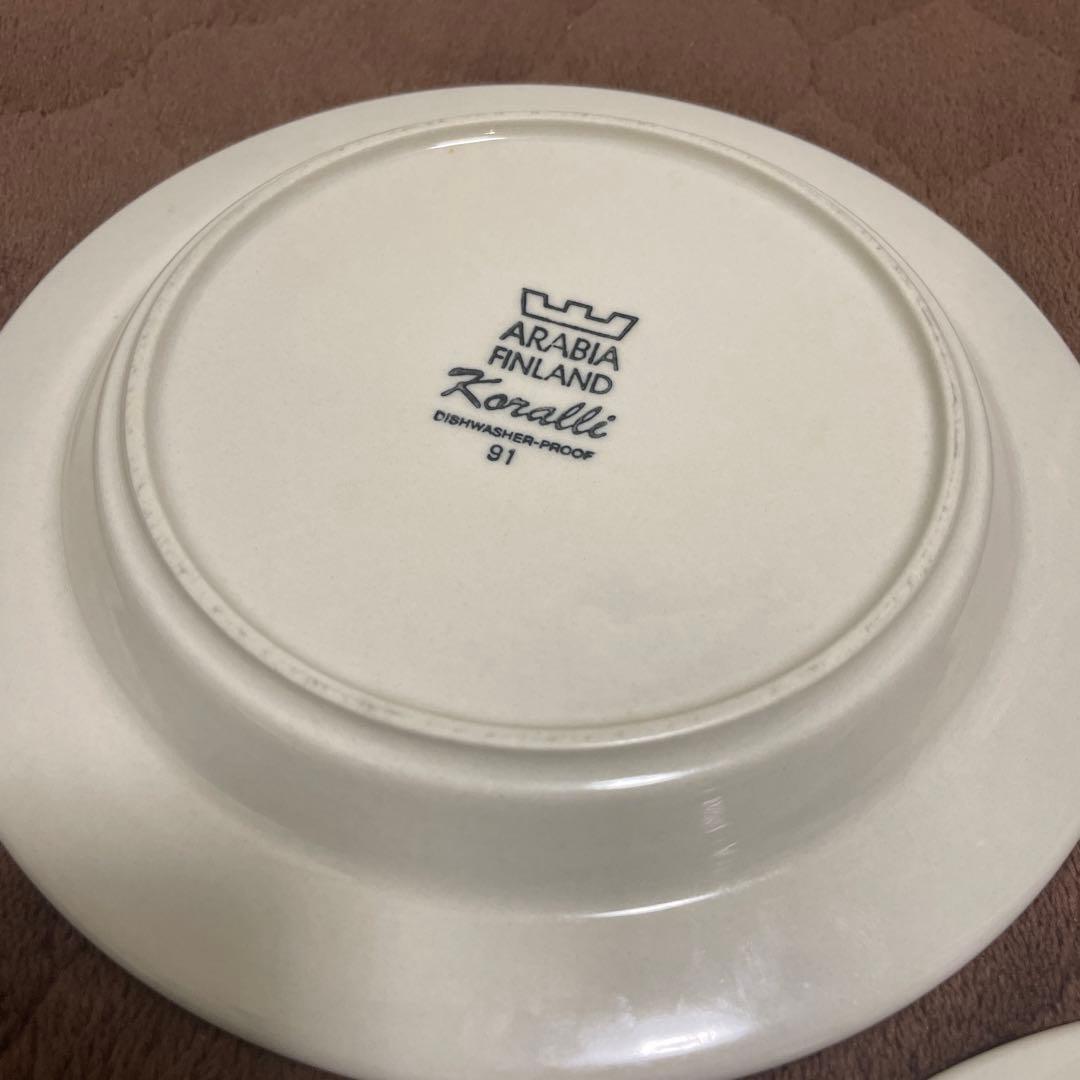 ARABIA
FINLAND
Koralli
DISHWASHER-PROOF
91